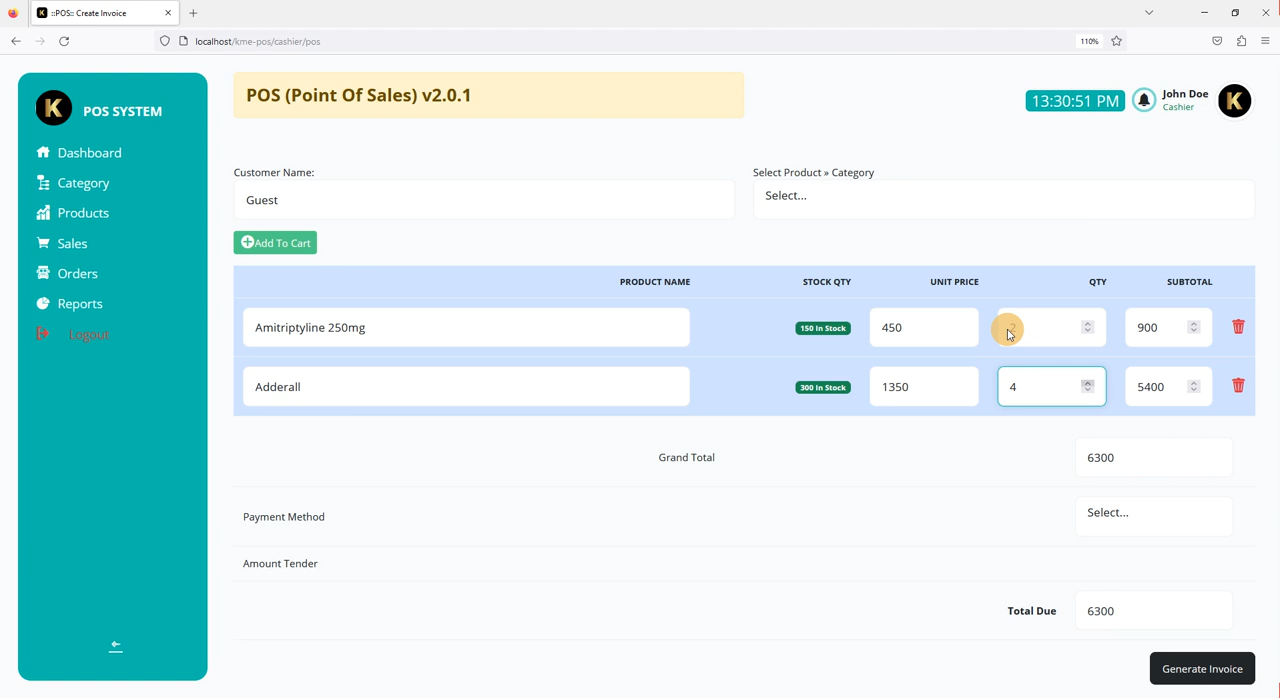 ::POS:: Create Invoice
localhost/kme-pos/cashier/pos
110%
K POS SYSTEM
Dashboard
Category
Products
Sales
Orders
Reports
Logout
POS (Point Of Sales) v2.0.1
13:30:51 PM
John Doe
Cashier
K
Customer Name:
Select Product » Category
Guest
Select...
Add To Cart
PRODUCT NAME STOCK QTY UNIT PRICE QTY SUBTOTAL
Amitriptyline 250mg 150 In Stock 450 2 900
Adderall 300 In Stock 1350 4 5400
Grand Total 6300
Payment Method Select...
Amount Tender
Total Due 6300
Generate Invoice